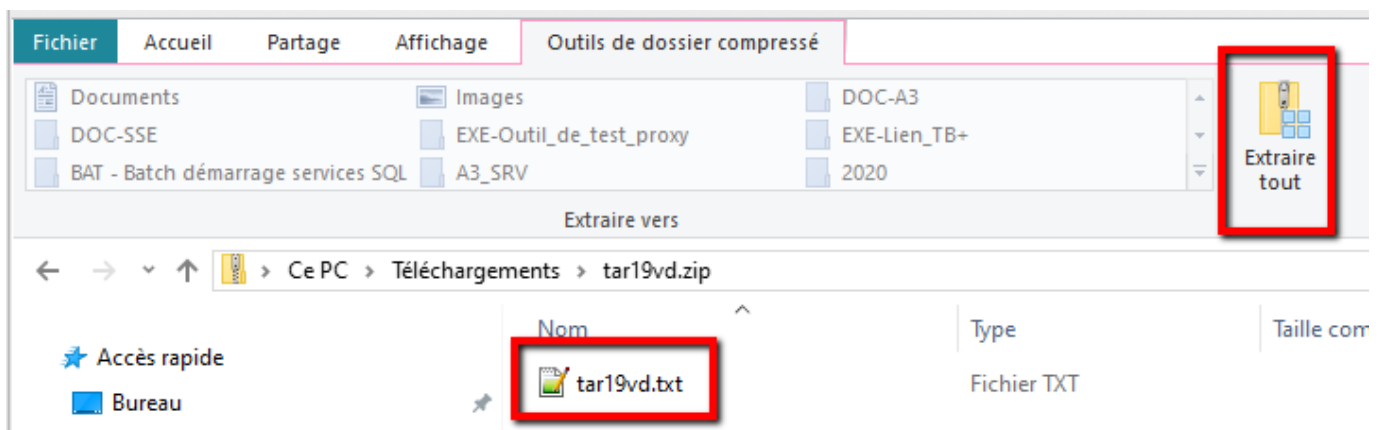 Fichier Accueil Partage Affichage Outils de dossier compressé
Documents Images DOC-A3
DOC-SSE EXE-Outil_de_test_proxy EXE-Lien_TB+
BAT - Batch démarrage services SQL A3_SRV 2020
Extraire
tout
Extraire vers
Ce PC > Téléchargements > tar19vd.zip
Nom Type Taille com
Accès rapide
tar19vd.txt Fichier TXT
Bureau